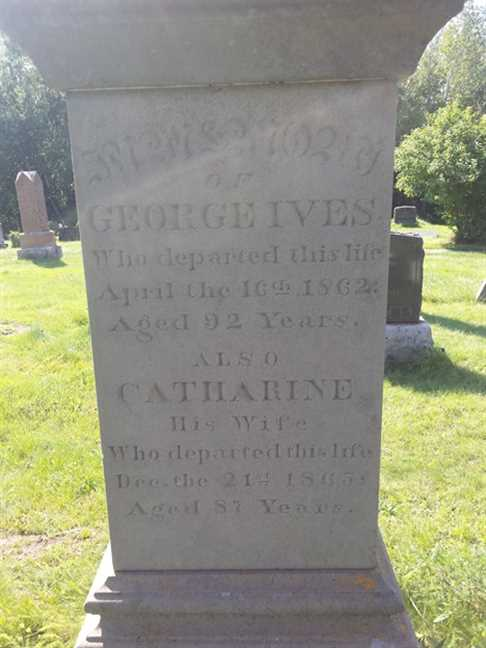 IN MEMORY
OF
GEORGE IVES
Who departed this life
April the 16th 1862:
Aged 92 Years.
ALSO
CATHARINE
His Wife
Who departed this life
Dec. the 21st 1865:
Aged 87 Years.